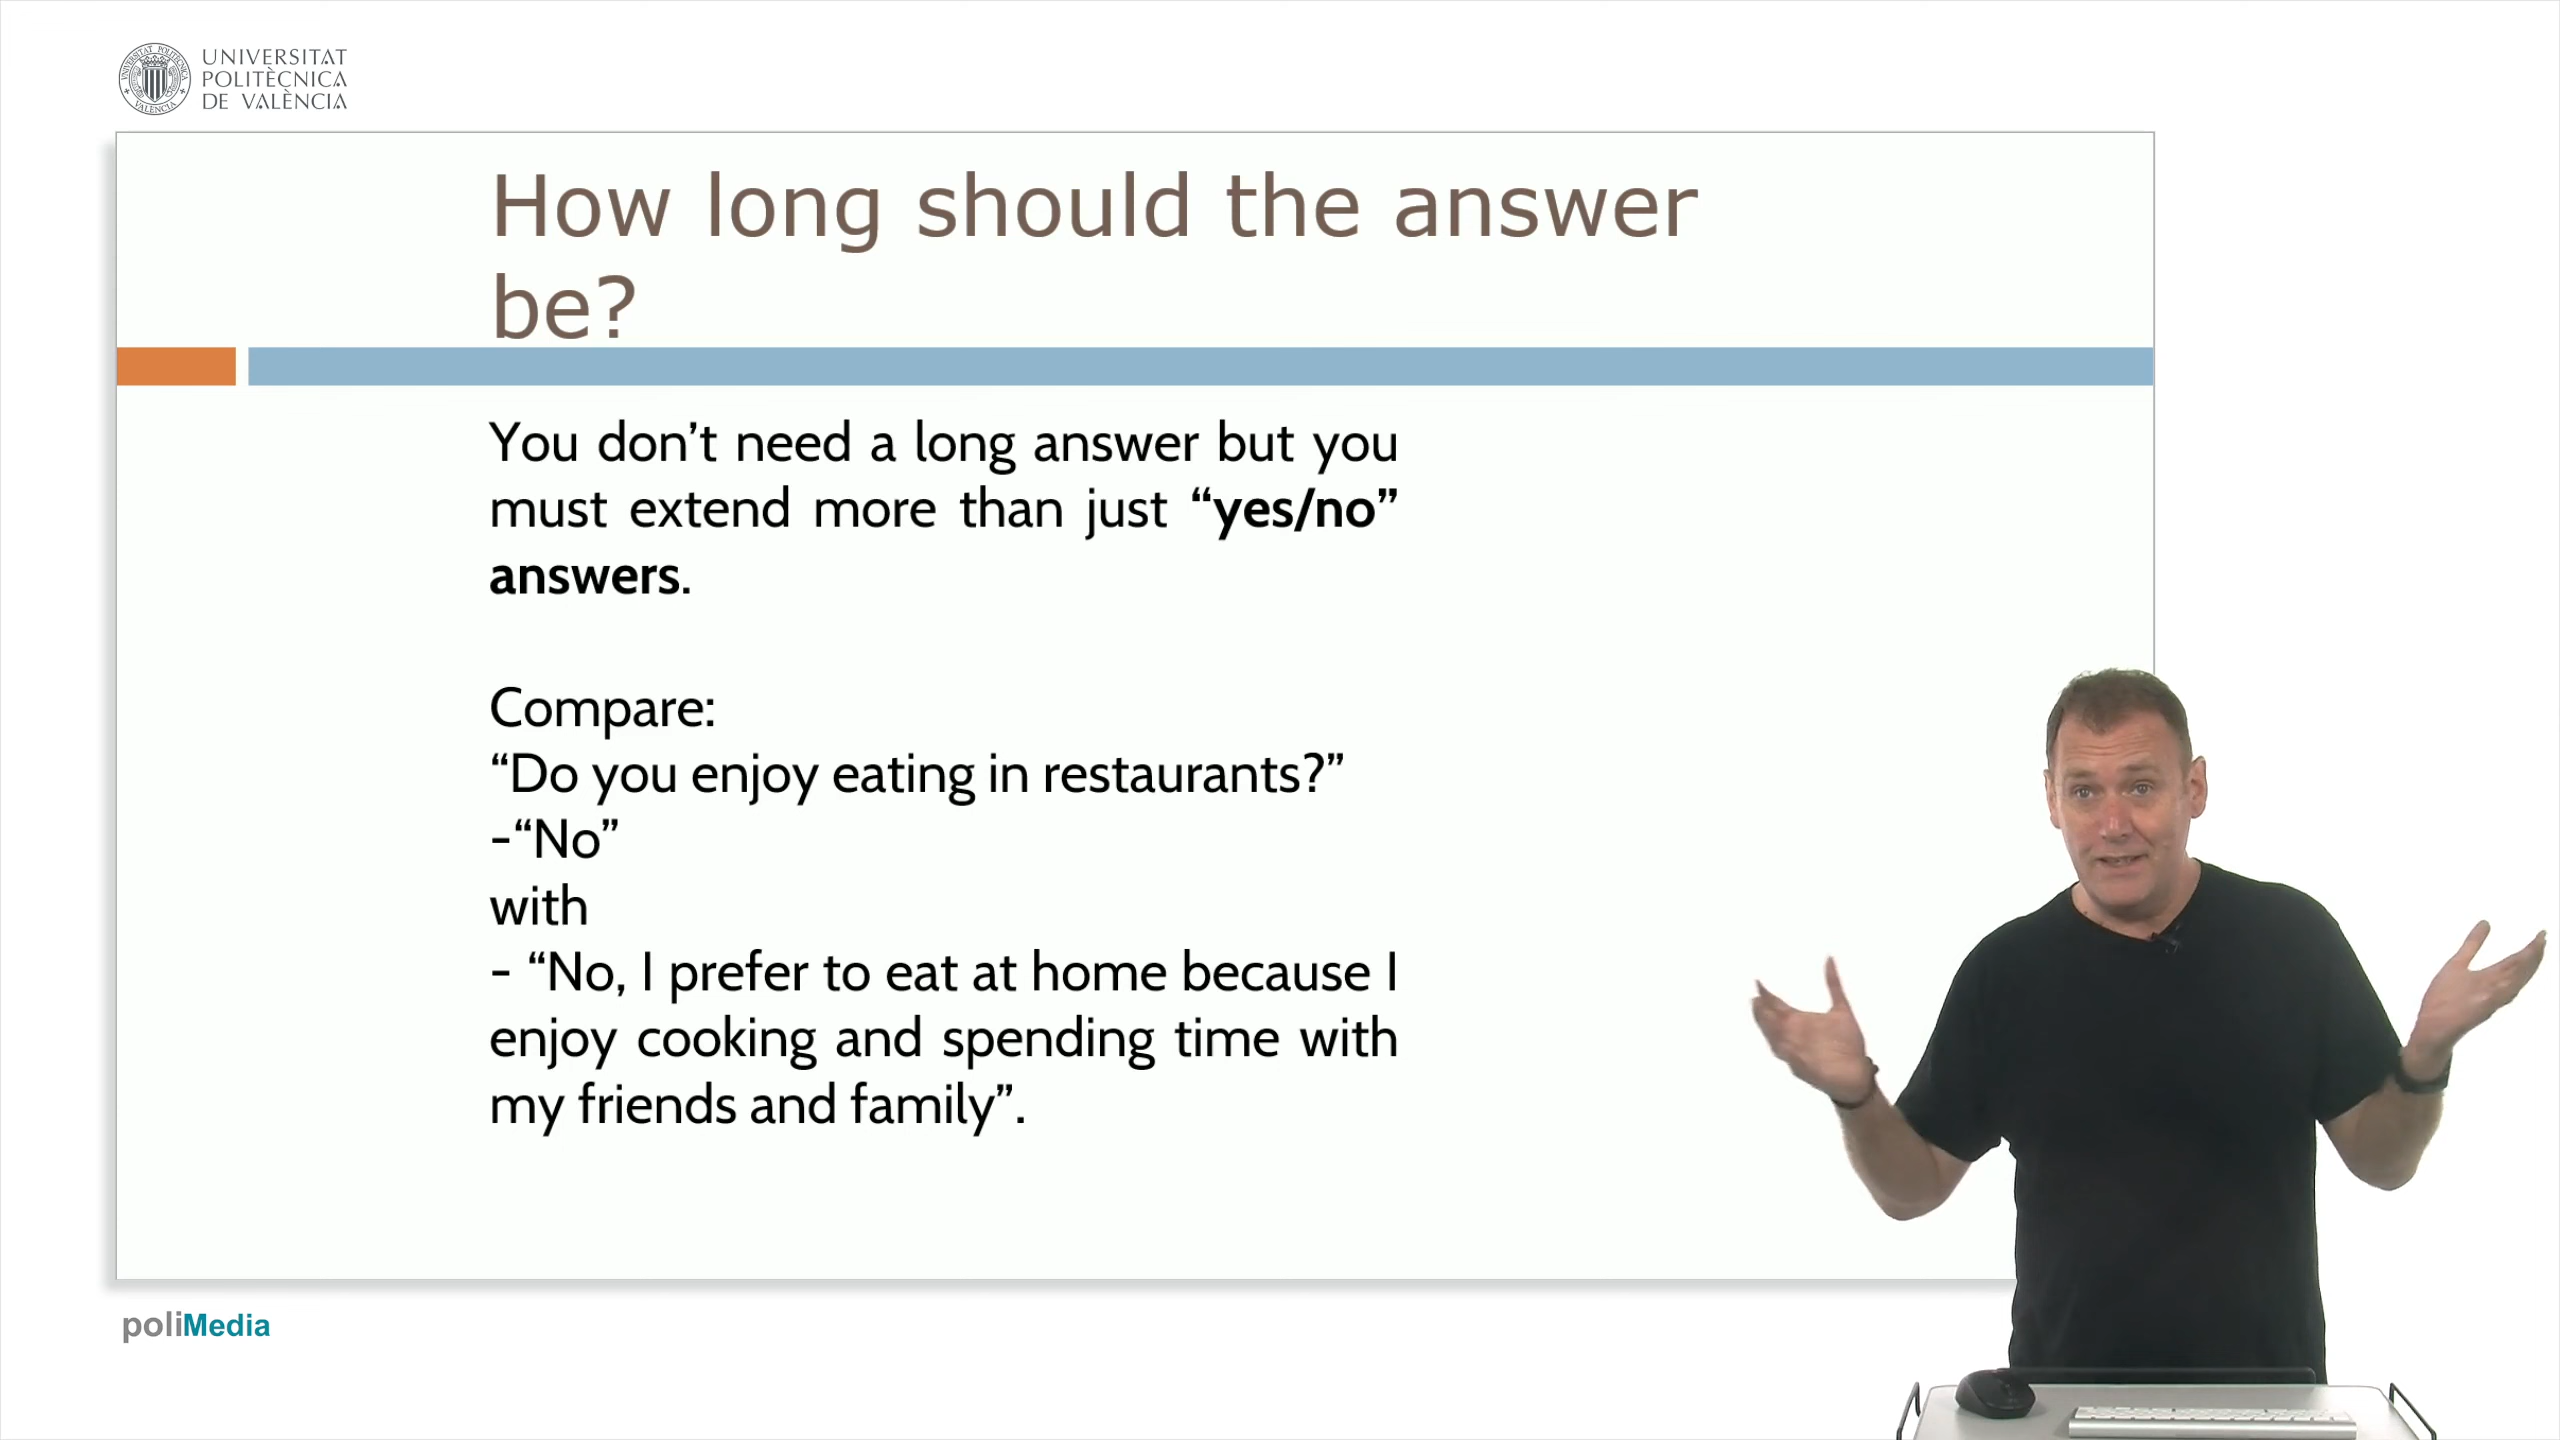 UNIVERSITAT
POLITÈCNICA
DE VALÈNCIA
How long should the answer
be?
You don’t need a long answer but you
must extend more than just “yes/no”
answers.
Compare:
“Do you enjoy eating in restaurants?”
-“No”
with
- “No, I prefer to eat at home because I
enjoy cooking and spending time with
my friends and family”.
poliMedia